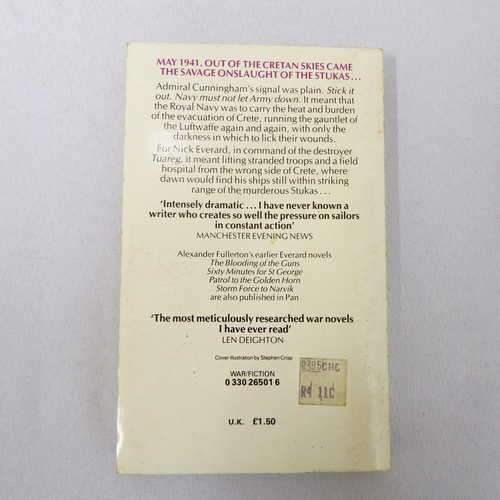 MAY 1941. OUT OF THE CRETAN SKIES CAME
THE SAVAGE ONSLAUGHT OF THE STUKAS...
Admiral Cunningham's signal was plain. Stick it
out. Navy must not let Army down. It meant that
the Royal Navy was to carry the heat and burden
of the evacuation of Crete, running the gauntlet of
the Luftwaffe again and again, with only the
darkness in which to lick their wounds.
For Nick Everard, in command of the destroyer
Tuareg, it meant lifting stranded troops and a field
hospital from the wrong side of Crete, where
dawn would find his ships still within striking
range of the murderous Stukas...
'Intensely dramatic... I have never known a
writer who creates so well the pressure on sailors
in constant action'
MANCHESTER EVENING NEWS
Alexander Fullerton's earlier Everard novels
The Blooding of the Guns
Sixty Minutes for St George
Patrol to the Golden Horn
Storm Force to Narvik
are also published in Pan
'The most meticulously researched war novels
I have ever read'
LEN DEIGHTON
Cover illustration by Stephen Crisp
WAR/FICTION
0 330 26501 6
R4 11C
U.K. £1.50